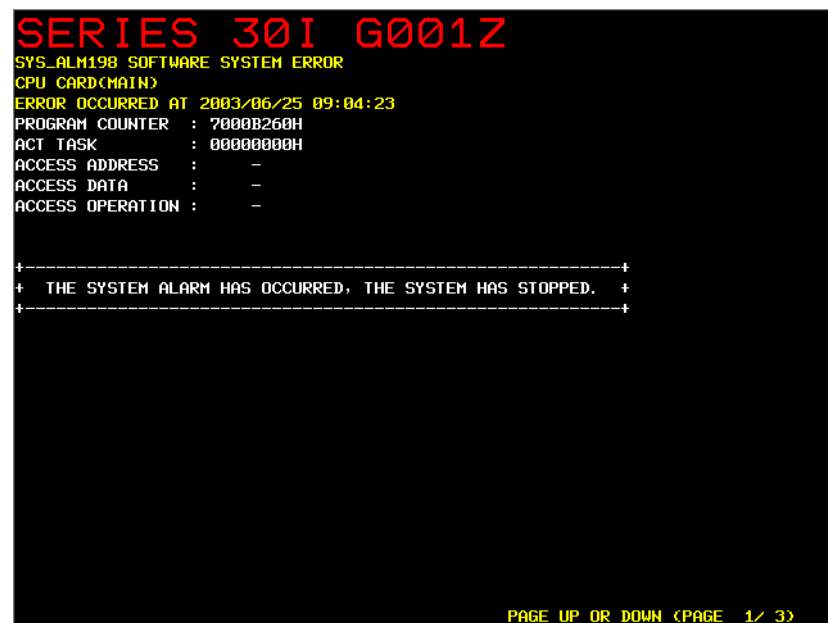 SERIES 30I G001Z
SYS_ALM198 SOFTWARE SYSTEM ERROR
CPU CARD(MAIN)
ERROR OCCURRED AT 2003/06/25 09:04:23
PROGRAM COUNTER : 7000B260H
ACT TASK : 00000000H
ACCESS ADDRESS : -
ACCESS DATA : -
ACCESS OPERATION : -
+----------------------------------------------------------+
+ THE SYSTEM ALARM HAS OCCURRED, THE SYSTEM HAS STOPPED. +
+----------------------------------------------------------+
PAGE UP OR DOWN (PAGE 1/ 3)